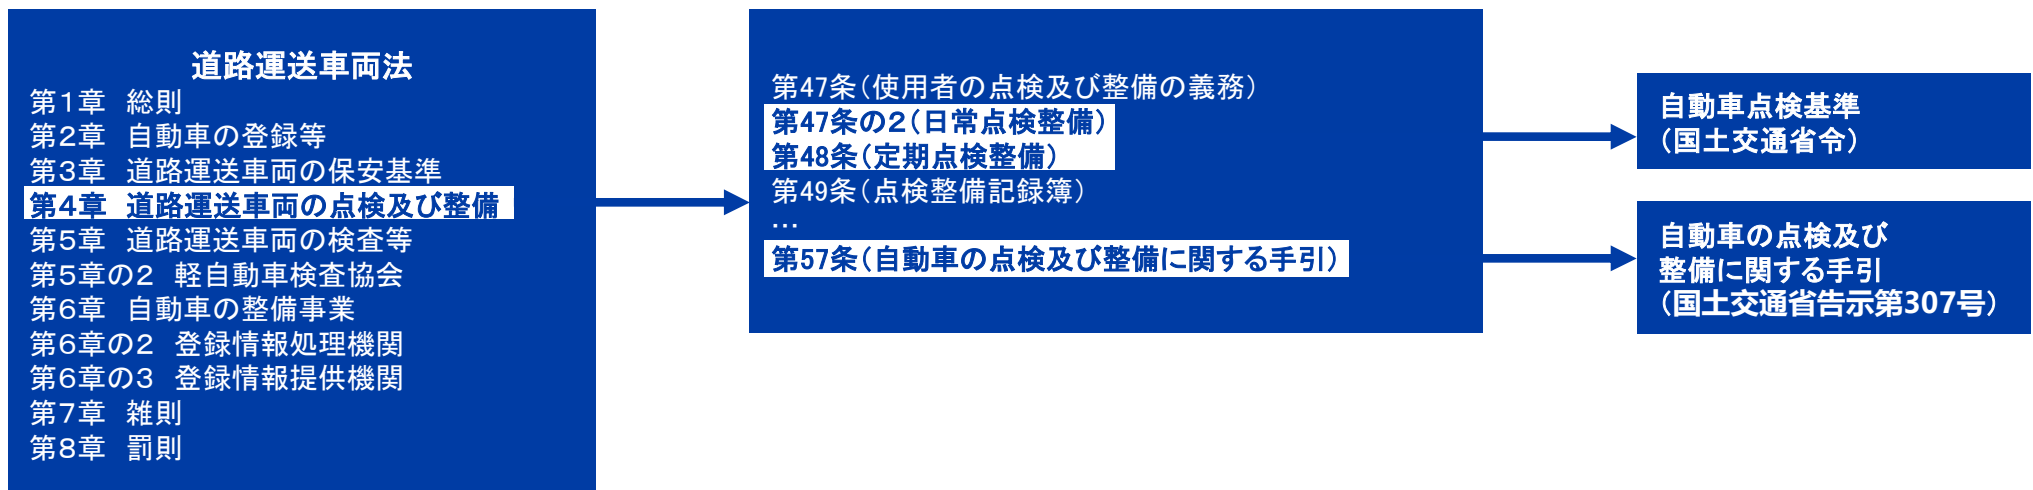 道路運送車両法
第1章　総則
第2章　自動車の登録等
第3章　道路運送車両の保安基準
第4章　道路運送車両の点検及び整備
第5章　道路運送車両の検査等
第5章の2　軽自動車検査協会
第6章　自動車の整備事業
第6章の2　登録情報処理機関
第6章の3　登録情報提供機関
第7章　雑則
第8章　罰則
第47条（使用者の点検及び整備の義務）
第47条の2（日常点検整備）
第48条（定期点検整備）
第49条（点検整備記録簿）
…
第57条（自動車の点検及び整備に関する手引）
自動車点検基準
（国土交通省令）
自動車の点検及び
整備に関する手引
（国土交通省告示第307号）